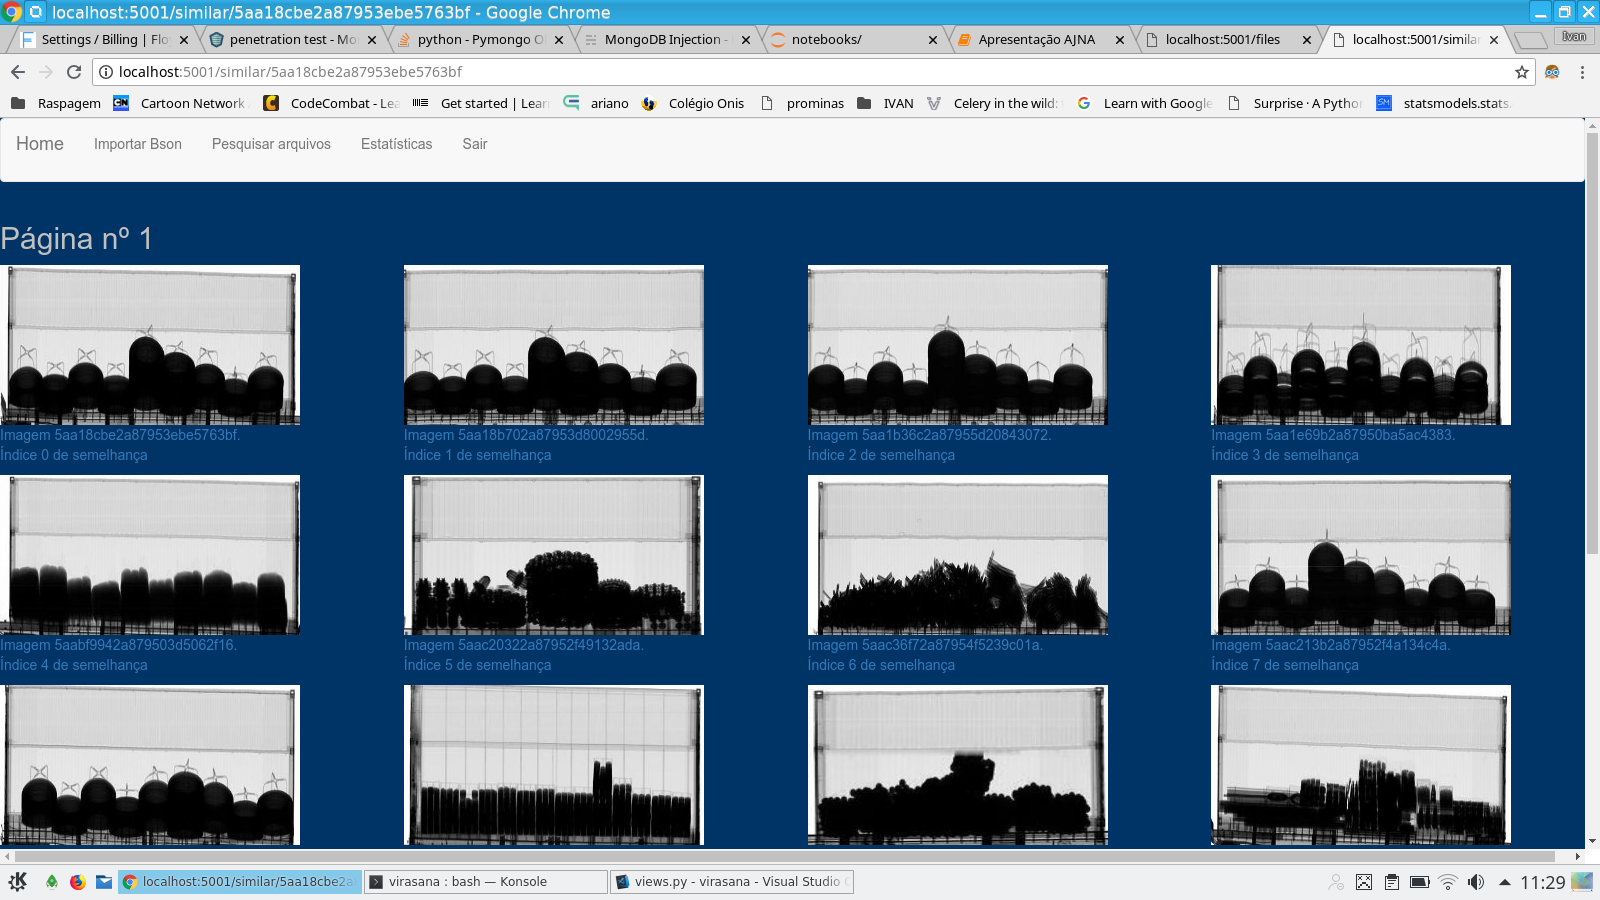 localhost:5001/similar/5aa18cbe2a87953ebe5763bf - Google Chrome
Settings / Billing | Flo
penetration test - Mo
python - Pymongo O
MongoDB Injection -
notebooks/
Apresentação AJNA
localhost:5001/files
localhost:5001/simila
Ivan
localhost:5001/similar/5aa18cbe2a87953ebe5763bf
Raspagem
Cartoon Network
CodeCombat - Lea
Get started | Learn
ariano
Colégio Onis
prominas
IVAN
Celery in the wild:
Learn with Google
Surprise · A Pytho
statsmodels.stats.
Home
Importar Bson
Pesquisar arquivos
Estatísticas
Sair
Página nº 1
Imagem 5aa18cbe2a87953ebe5763bf.
Índice 0 de semelhança
Imagem 5aa18b702a87953d8002955d.
Índice 1 de semelhança
Imagem 5aa1b36c2a87955d20843072.
Índice 2 de semelhança
Imagem 5aa1e69b2a87950ba5ac4383.
Índice 3 de semelhança
Imagem 5aabf9942a879503d5062f16.
Índice 4 de semelhança
Imagem 5aac20322a87952f49132ada.
Índice 5 de semelhança
Imagem 5aac36f72a87954f5239c01a.
Índice 6 de semelhança
Imagem 5aac213b2a87952f4a134c4a.
Índice 7 de semelhança
localhost:5001/similar/5aa18cbe2a
virasana : bash — Konsole
views.py - virasana - Visual Studio C
11:29